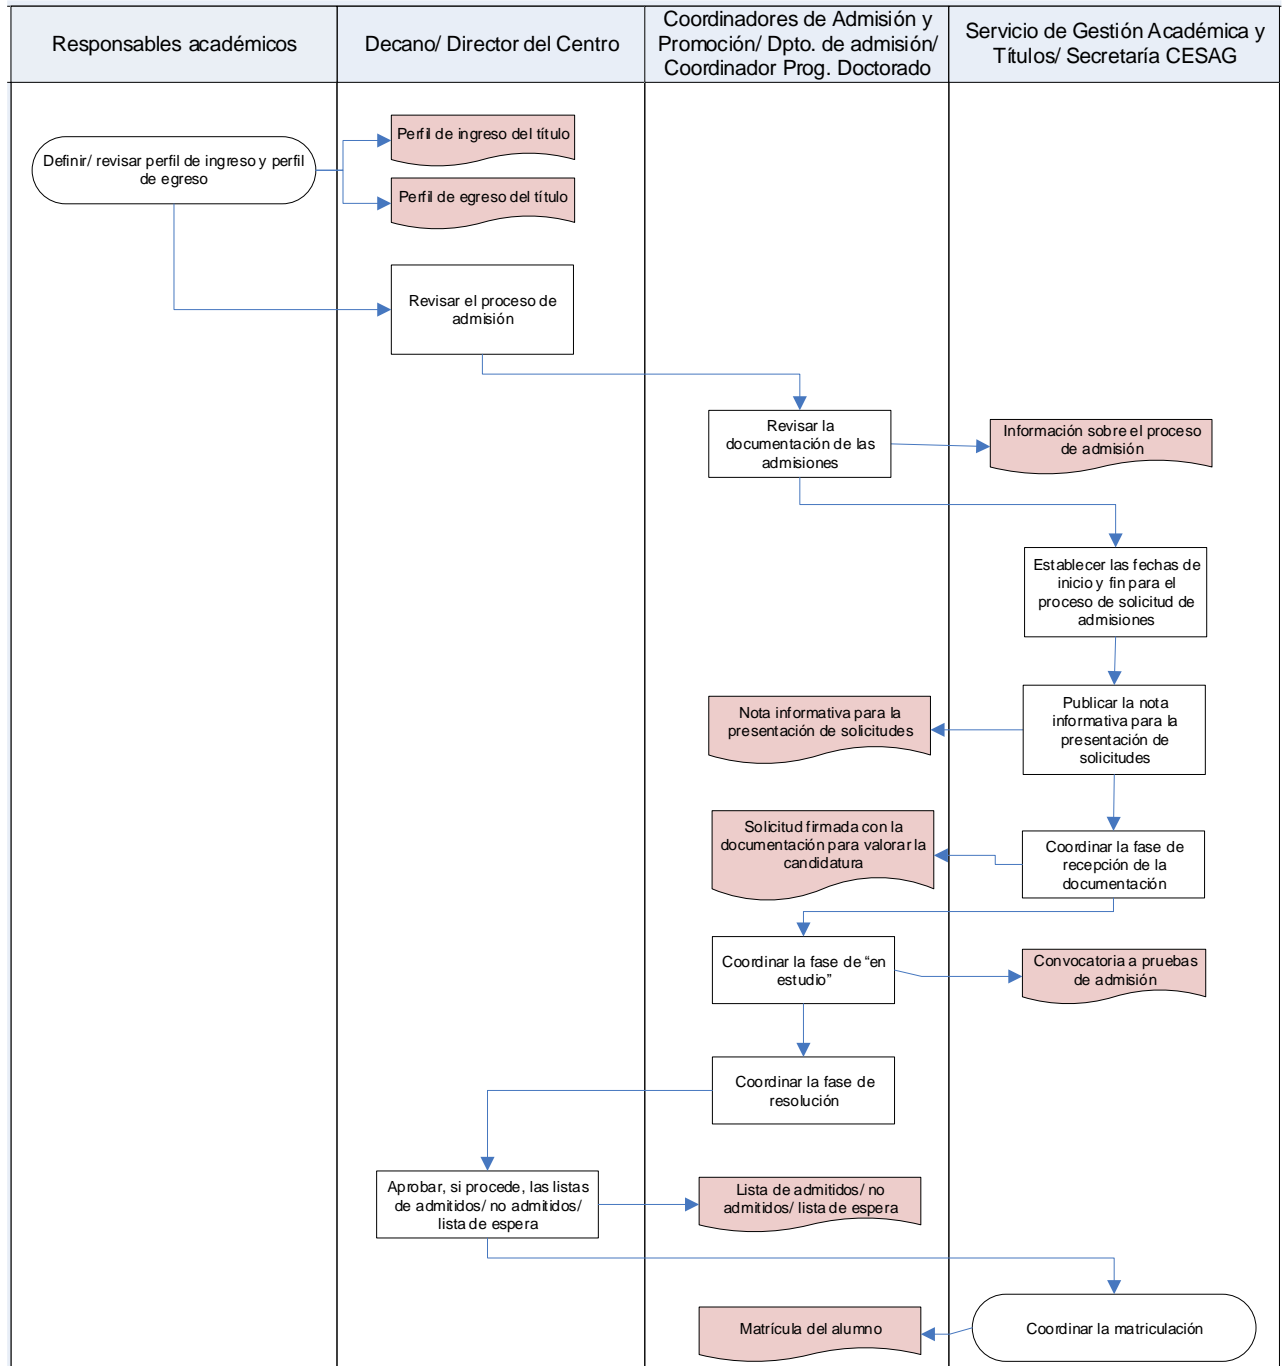 Responsables académicos
Decano/ Director del Centro
Coordinadores de Admisión y
Promoción/ Dpto. de admisión/
Coordinador Prog. Doctorado
Servicio de Gestión Académica y
Títulos/ Secretaría CESAG
Definir/ revisar perfil de ingreso y perfil
de egreso
Perfil de ingreso del título
Perfil de egreso del título
Revisar el proceso de
admisión
Revisar la
documentación de las
admisiones
Información sobre el proceso
de admisión
Establecer las fechas de
inicio y fin para el
proceso de solicitud de
admisiones
Publicar la nota
informativa para la
presentación de
solicitudes
Nota informativa para la
presentación de solicitudes
Solicitud firmada con la
documentación para valorar la
candidatura
Coordinar la fase de
recepción de la
documentación
Coordinar la fase de “en
estudio”
Convocatoria a pruebas
de admisión
Coordinar la fase de
resolución
Aprobar, si procede, las listas
de admitidos/ no admitidos/
lista de espera
Lista de admitidos/ no
admitidos/ lista de espera
Matrícula del alumno
Coordinar la matriculación